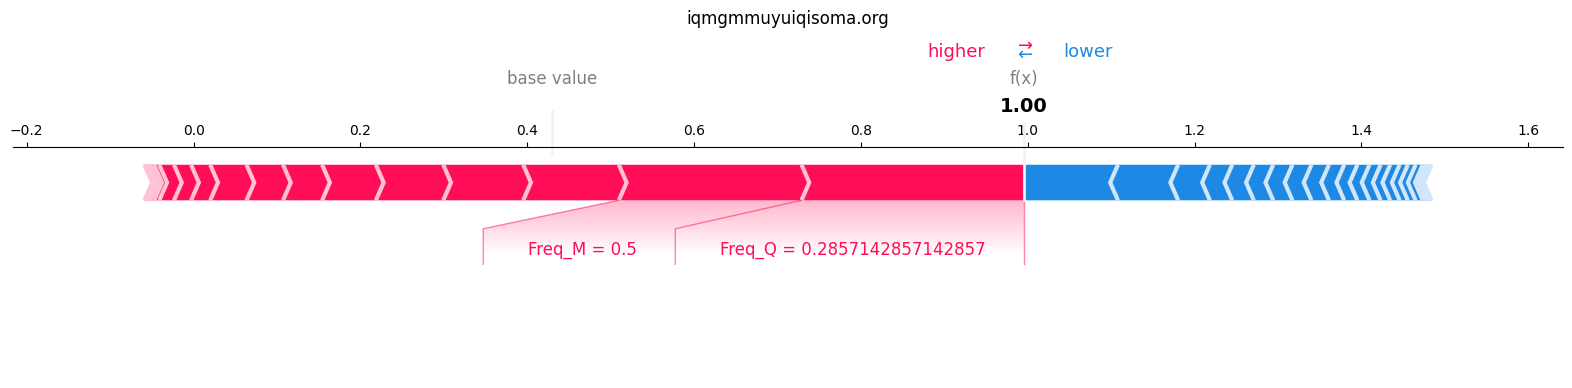 iqmgmmuyuiqisoma.org
higher ⇄ lower
base value f(x)
1.00
−0.2 0.0 0.2 0.4 0.6 0.8 1.0 1.2 1.4 1.6
Freq_M = 0.5 Freq_Q = 0.2857142857142857